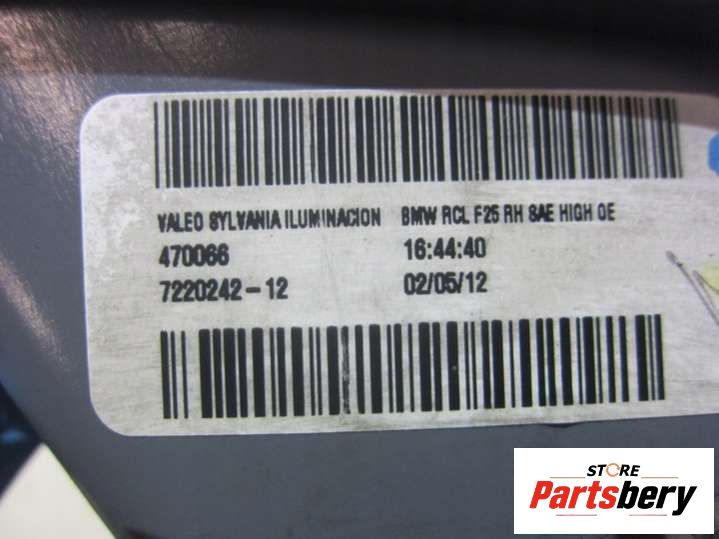 VALEO SYLVANIA ILUMINACION BMW RCL F25 RH SAE HIGH OE
470066 16:44:40
7220242-12 02/05/12
STORE
Partsbery